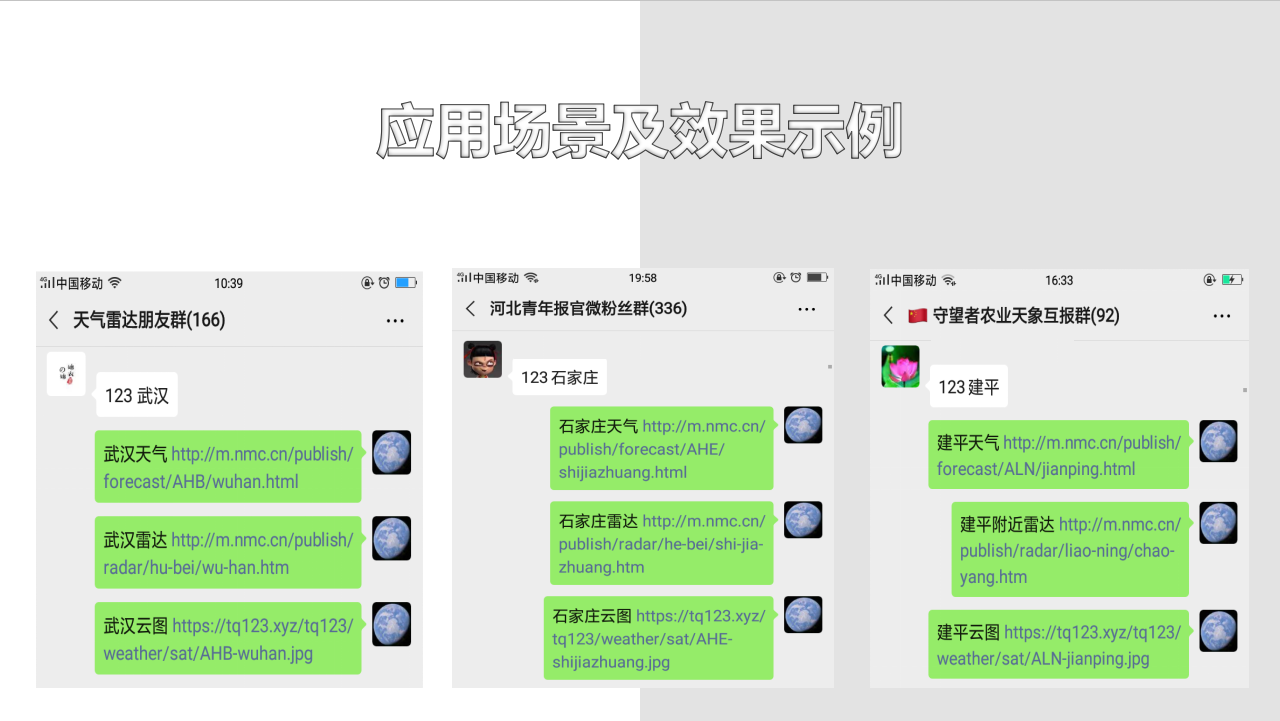 应用场景及效果示例
4G 中国移动 10:39
天气雷达朋友群(166)
123 武汉
武汉天气 http://m.nmc.cn/publish/
forecast/AHB/wuhan.html
武汉雷达 http://m.nmc.cn/publish/
radar/hu-bei/wu-han.htm
武汉云图 https://tq123.xyz/tq123/
weather/sat/AHB-wuhan.jpg
4G 中国移动 19:58
河北青年报官微粉丝群(336)
123 石家庄
石家庄天气 http://m.nmc.cn/
publish/forecast/AHE/
shijiazhuang.html
石家庄雷达 http://m.nmc.cn/
publish/radar/he-bei/shi-jia-
zhuang.htm
石家庄云图 https://tq123.xyz/
tq123/weather/sat/AHE-
shijiazhuang.jpg
4G 中国移动 16:33
守望者农业天象互报群(92)
123 建平
建平天气 http://m.nmc.cn/publish/
forecast/ALN/jianping.html
建平附近雷达 http://m.nmc.cn/
publish/radar/liao-ning/chao-
yang.htm
建平云图 https://tq123.xyz/tq123/
weather/sat/ALN-jianping.jpg